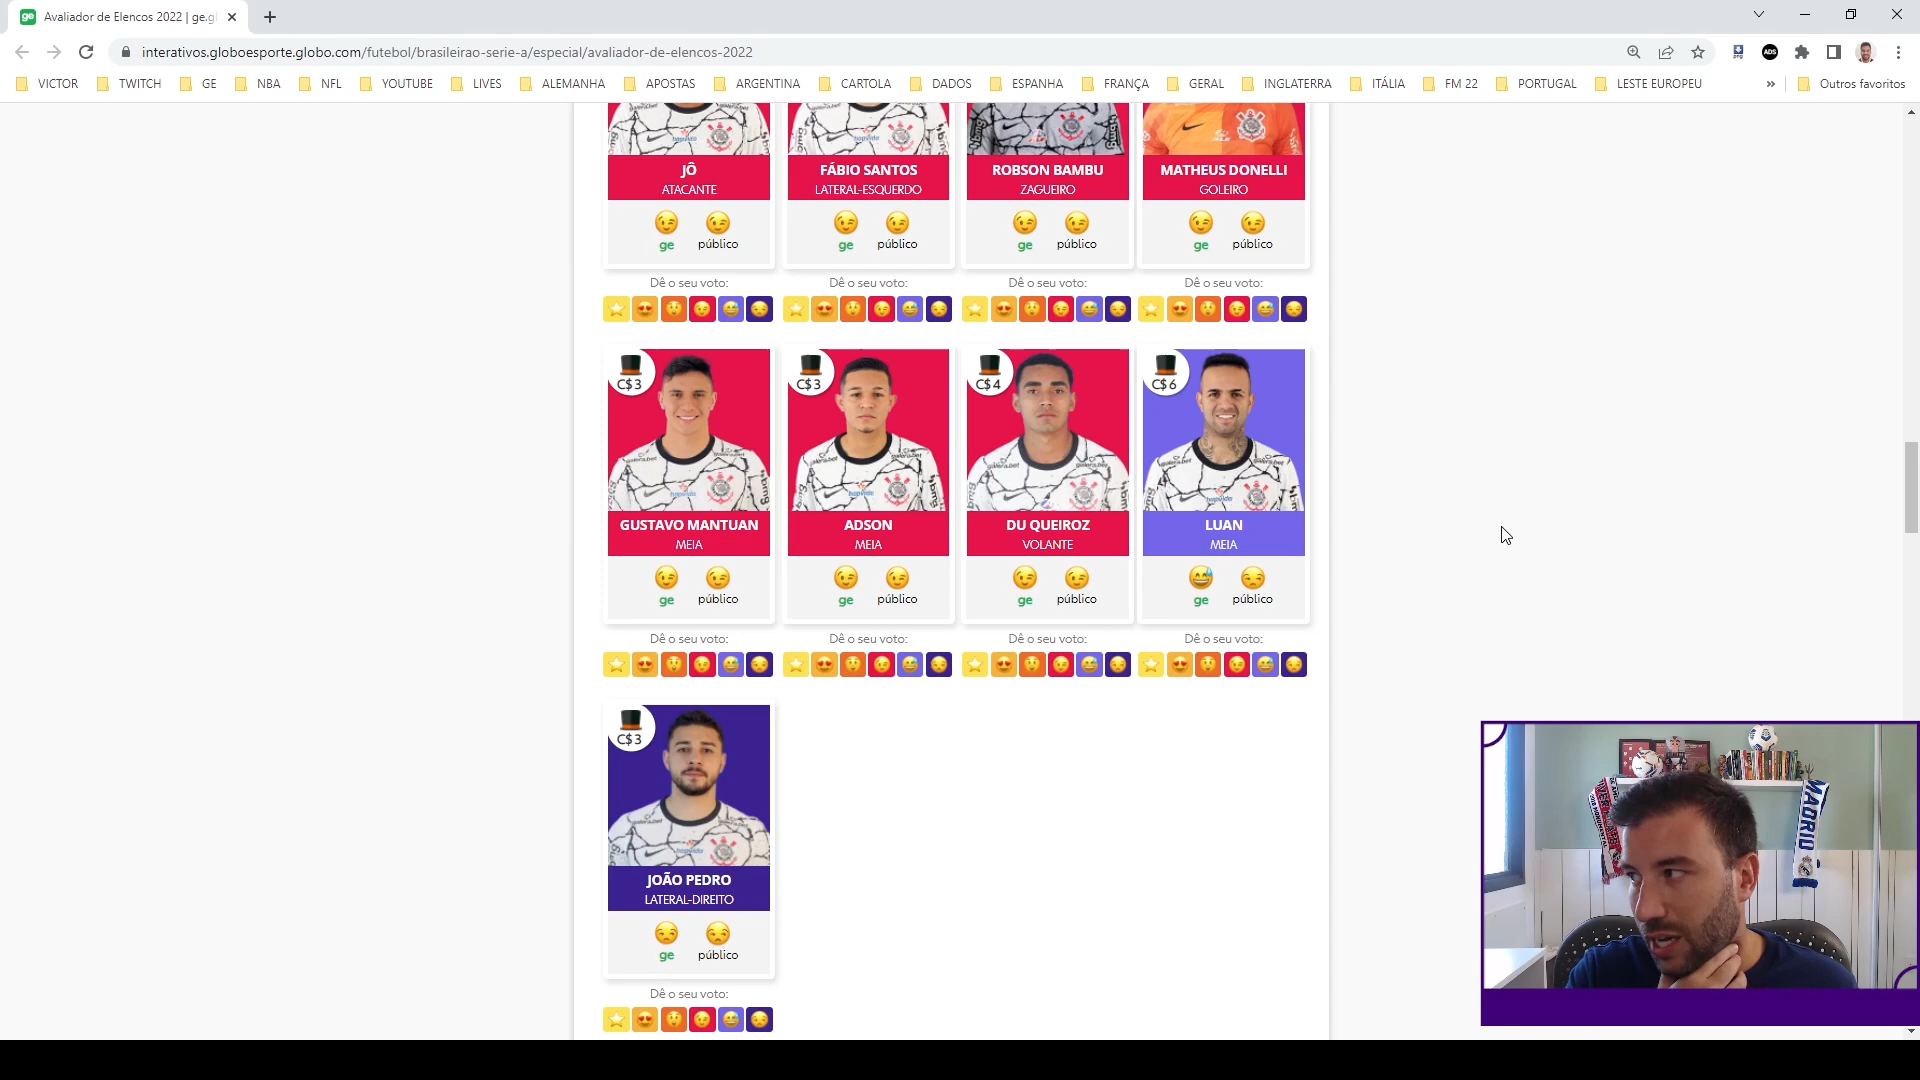 Avaliador de Elencos 2022 | ge.gl
interativos.globoesporte.globo.com/futebol/brasileirao-serie-a/especial/avaliador-de-elencos-2022
VICTOR TWITCH GE NBA NFL YOUTUBE LIVES ALEMANHA APOSTAS ARGENTINA CARTOLA DADOS ESPANHA FRANÇA GERAL INGLATERRA ITÁLIA FM 22 PORTUGAL LESTE EUROPEU » Outros favoritos
JÔ FÁBIO SANTOS ROBSON BAMBU MATHEUS DONELLI
ATACANTE LATERAL-ESQUERDO ZAGUEIRO GOLEIRO
ge público ge público ge público ge público
Dê o seu voto: Dê o seu voto: Dê o seu voto: Dê o seu voto:
C$ 3 C$ 3 C$ 4 C$ 6
GUSTAVO MANTUAN ADSON DU QUEIROZ LUAN
MEIA MEIA VOLANTE MEIA
ge público ge público ge público ge público
Dê o seu voto: Dê o seu voto: Dê o seu voto: Dê o seu voto:
C$ 3
JOÃO PEDRO
LATERAL-DIREITO
ge público
Dê o seu voto:
MADRID